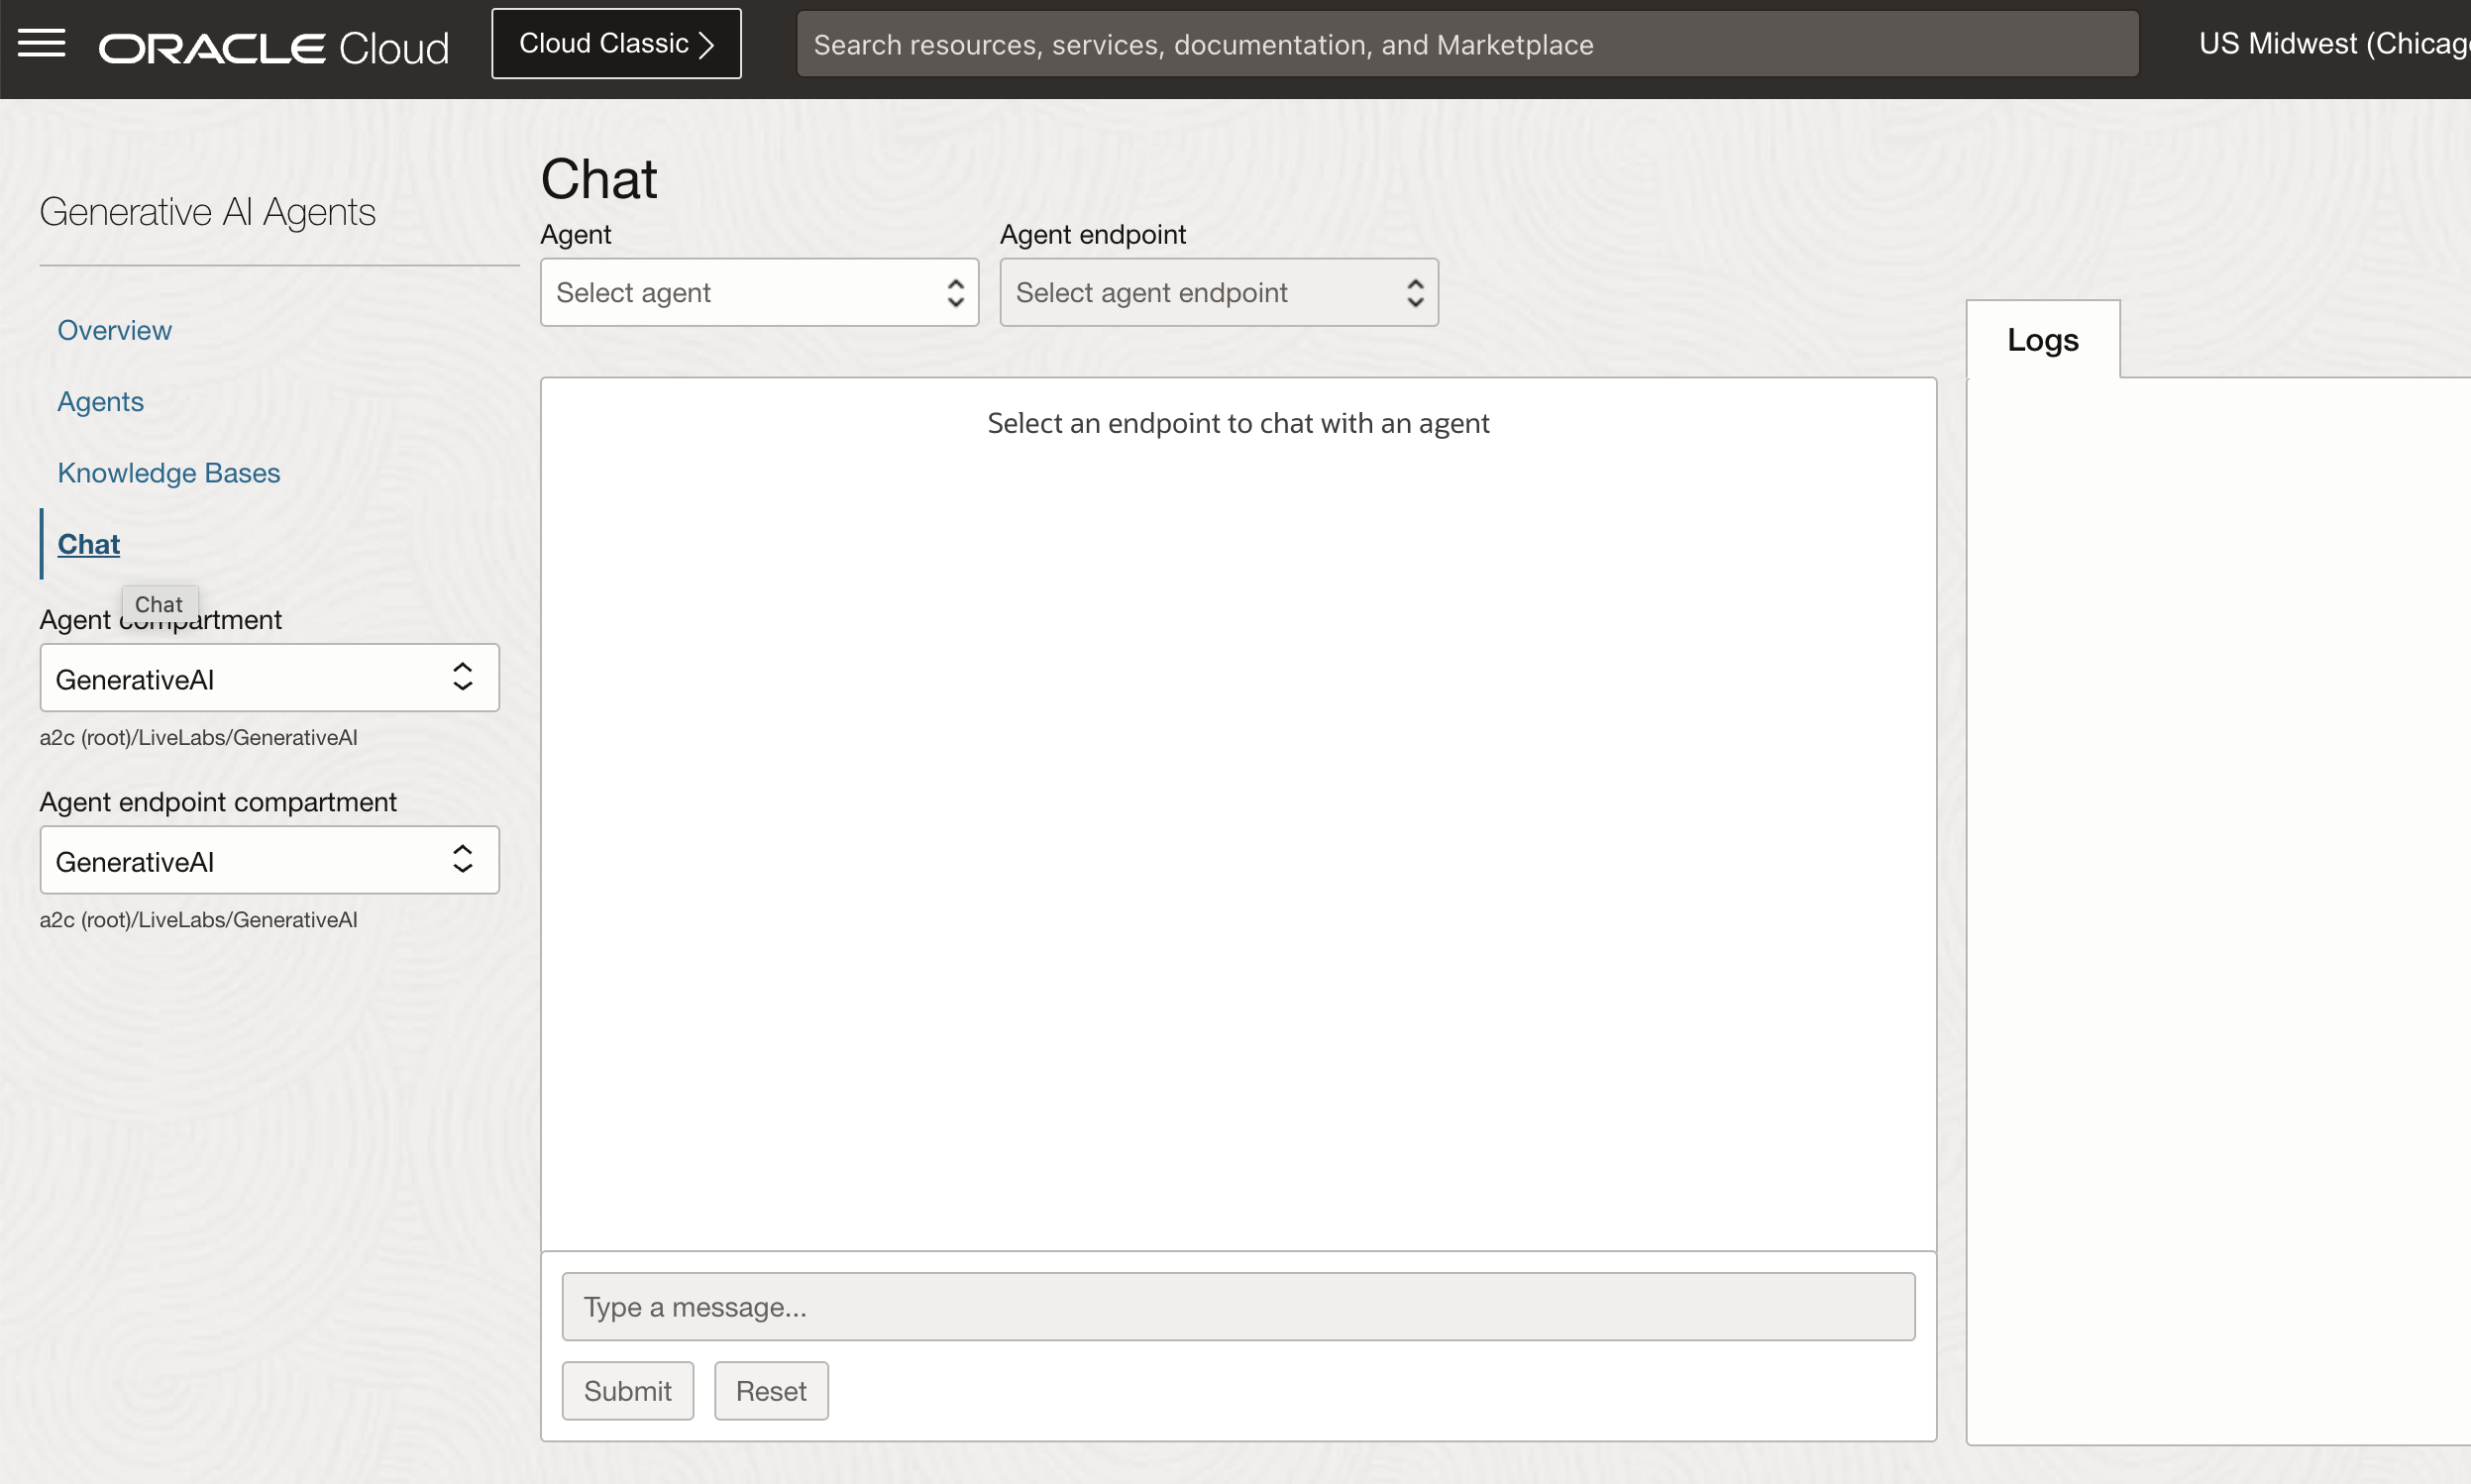 ORACLE Cloud
Cloud Classic
Search resources, services, documentation, and Marketplace
US Midwest (Chicag
Generative AI Agents
Overview
Agents
Knowledge Bases
Chat
Chat
Agent compartment
GenerativeAI
a2c (root)/LiveLabs/GenerativeAI
Agent endpoint compartment
GenerativeAI
a2c (root)/LiveLabs/GenerativeAI
Chat
Agent
Select agent
Agent endpoint
Select agent endpoint
Select an endpoint to chat with an agent
Type a message...
Submit
Reset
Logs